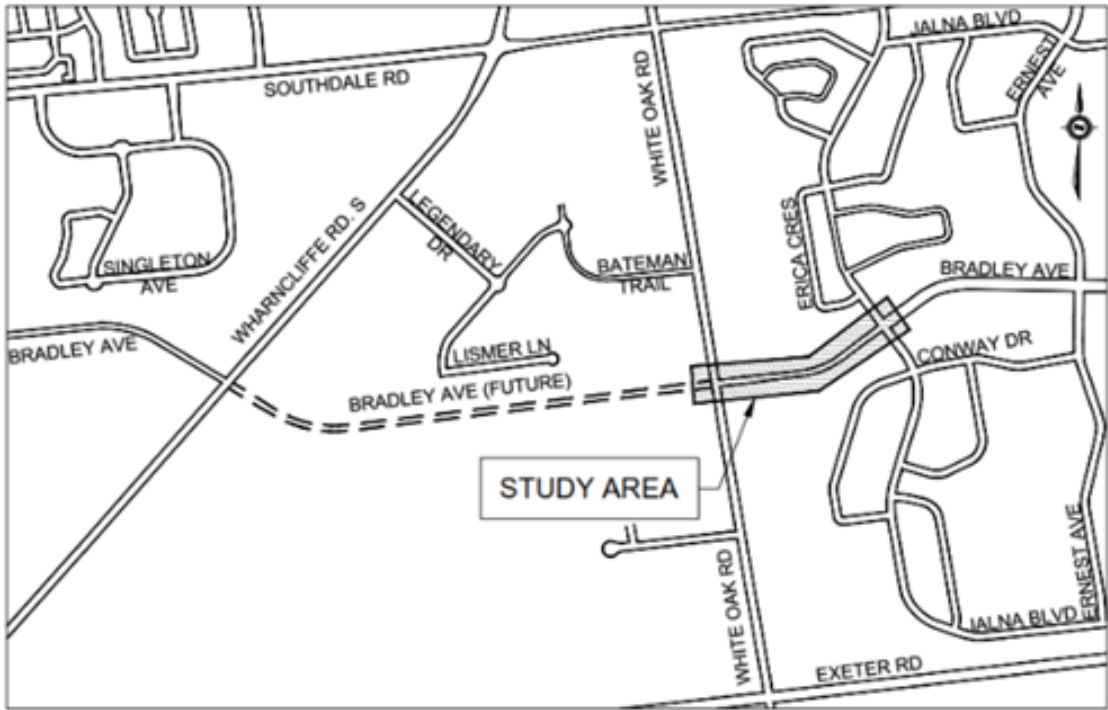 JALNA BLVD
ERNEST
AVE
SOUTHDALE RD
WHITE OAK RD
WHARNCLIFFE RD. S
LEGENDARY
DR
ERICA CRES
SINGLETON
AVE
BATEMAN
TRAIL
BRADLEY AVE
BRADLEY AVE
LISMER LN
CONWAY DR
BRADLEY AVE (FUTURE)
STUDY AREA
WHITE OAK RD
ERNEST AVE
JALNA BLVD
EXETER RD